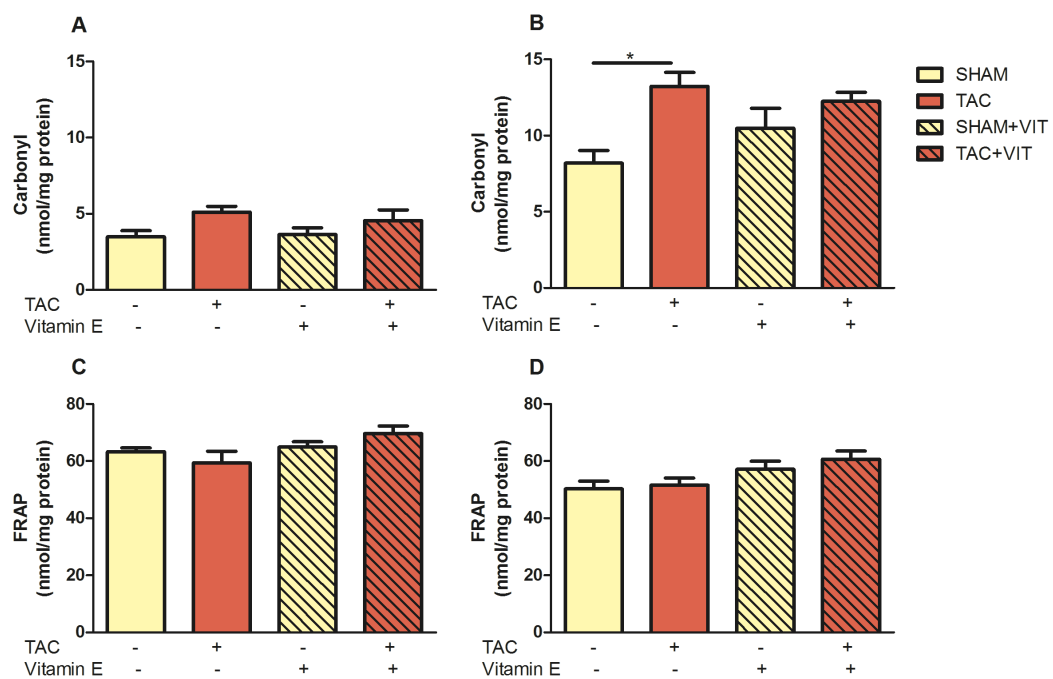 A
Carbonyl
(nmol/mg protein)
15
10
5
0
TAC - + - +
Vitamin E - - + +
B
Carbonyl
(nmol/mg protein)
15
10
5
0
*
TAC - + - +
Vitamin E - - + +
SHAM
TAC
SHAM+VIT
TAC+VIT
C
FRAP
(nmol/mg protein)
80
60
40
20
0
TAC - + - +
Vitamin E - - + +
D
FRAP
(nmol/mg protein)
80
60
40
20
0
TAC - + - +
Vitamin E - - + +